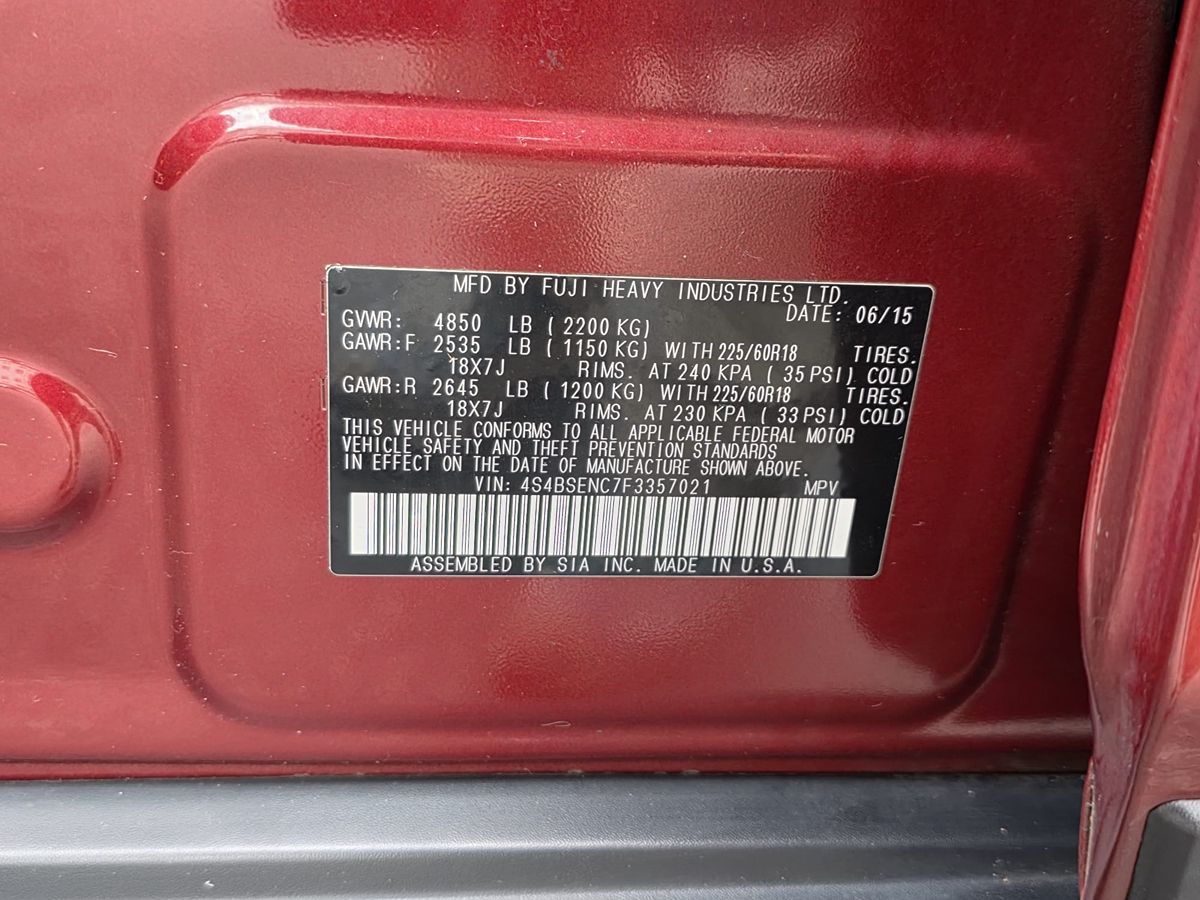 MFD BY FUJI HEAVY INDUSTRIES LTD.
DATE: 06/15
GVWR: 4850 LB ( 2200 KG)
GAWR:F 2535 LB ( 1150 KG) WITH 225/60R18 TIRES.
18X7J RIMS. AT 240 KPA ( 35 PSI) COLD
GAWR:R 2645 LB ( 1200 KG) WITH 225/60R18 TIRES.
18X7J RIMS. AT 230 KPA ( 33 PSI) COLD
THIS VEHICLE CONFORMS TO ALL APPLICABLE FEDERAL MOTOR
VEHICLE SAFETY AND THEFT PREVENTION STANDARDS
IN EFFECT ON THE DATE OF MANUFACTURE SHOWN ABOVE.
VIN: 4S4BSENC7F3357021 MPV
ASSEMBLED BY SIA INC. MADE IN U.S.A.